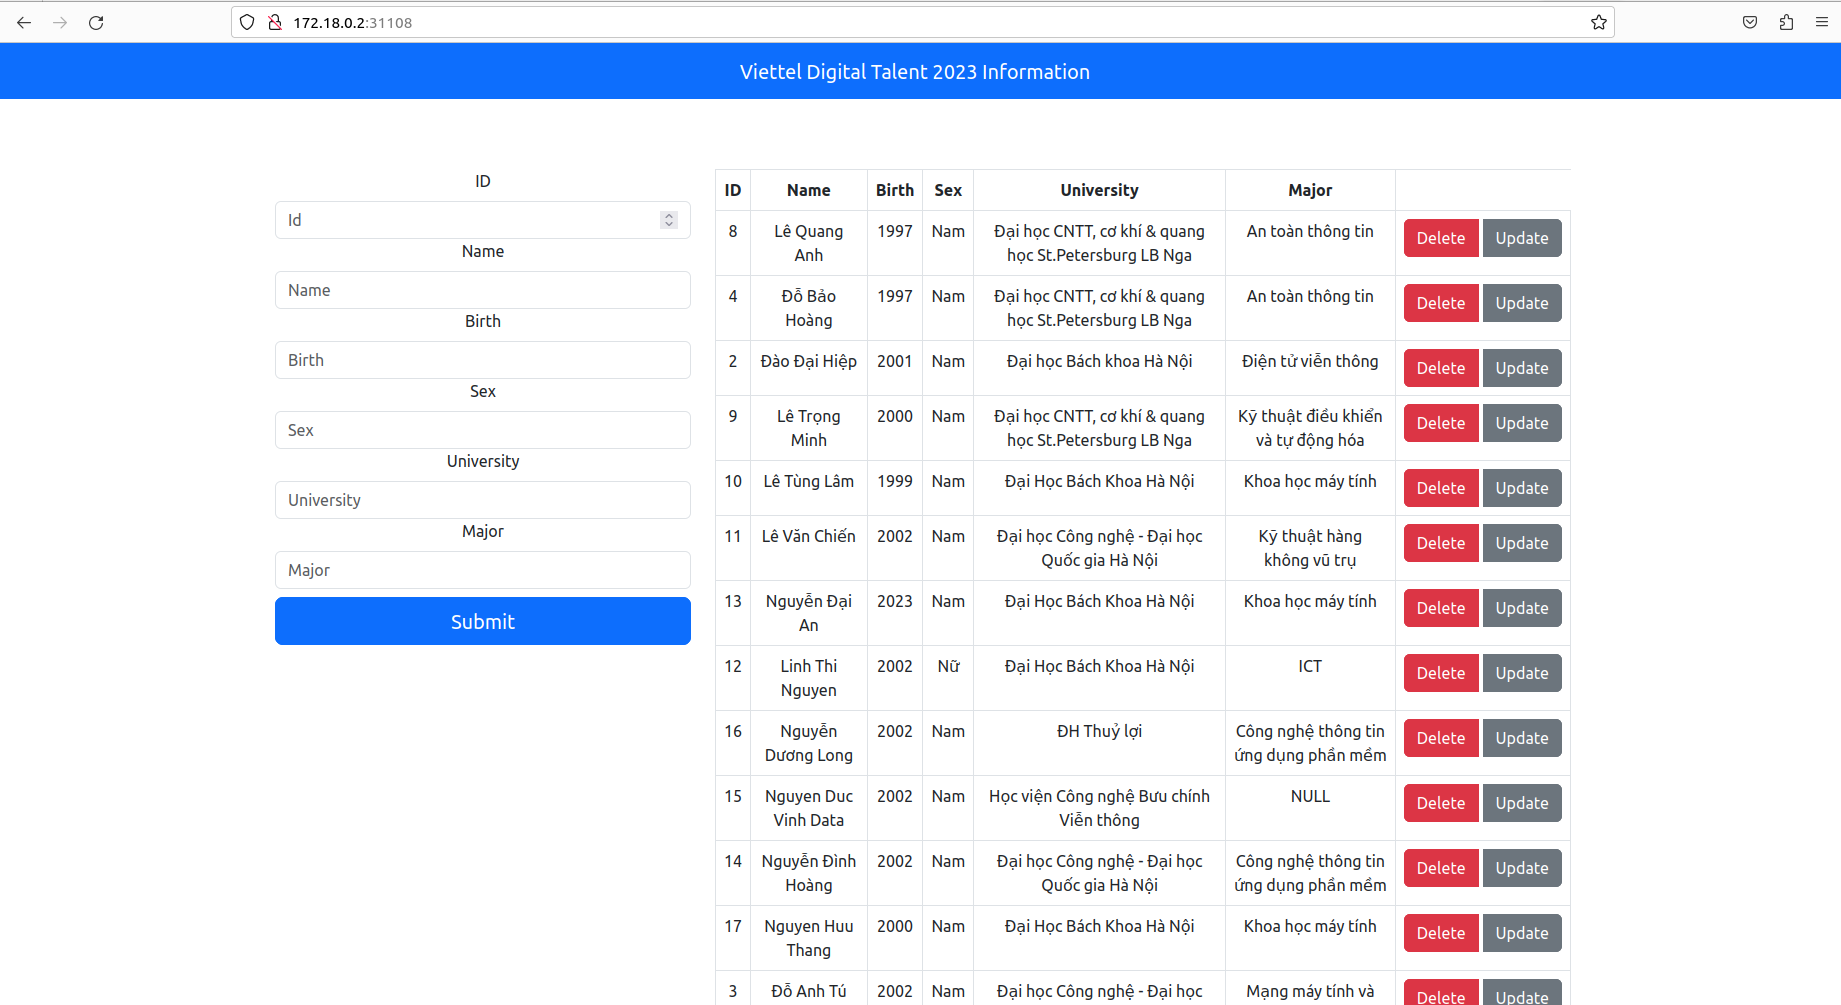 172.18.0.2:31108
Viettel Digital Talent 2023 Information
ID
Id
Name
Name
Birth
Birth
Sex
Sex
University
University
Major
Major
Submit
ID Name Birth Sex University Major
8 Lê Quang 1997 Nam Đại học CNTT, cơ khí & quang An toàn thông tin Delete Update
Anh học St.Petersburg LB Nga
4 Đỗ Bảo 1997 Nam Đại học CNTT, cơ khí & quang An toàn thông tin Delete Update
Hoàng học St.Petersburg LB Nga
2 Đào Đại Hiệp 2001 Nam Đại học Bách khoa Hà Nội Điện tử viễn thông Delete Update
9 Lê Trọng 2000 Nam Đại học CNTT, cơ khí & quang Kỹ thuật điều khiển Delete Update
Minh học St.Petersburg LB Nga và tự động hóa
10 Lê Tùng Lâm 1999 Nam Đại Học Bách Khoa Hà Nội Khoa học máy tính Delete Update
11 Lê Văn Chiến 2002 Nam Đại học Công nghệ - Đại học Kỹ thuật hàng Delete Update
Quốc gia Hà Nội không vũ trụ
13 Nguyễn Đại 2023 Nam Đại Học Bách Khoa Hà Nội Khoa học máy tính Delete Update
An
12 Linh Thi 2002 Nữ Đại Học Bách Khoa Hà Nội ICT Delete Update
Nguyen
16 Nguyễn 2002 Nam ĐH Thuỷ lợi Công nghệ thông tin Delete Update
Dương Long ứng dụng phần mềm
15 Nguyen Duc 2002 Nam Học viện Công nghệ Bưu chính NULL Delete Update
Vinh Data Viễn thông
14 Nguyễn Đình 2002 Nam Đại học Công nghệ - Đại học Công nghệ thông tin Delete Update
Hoàng Quốc gia Hà Nội ứng dụng phần mềm
17 Nguyen Huu 2000 Nam Đại Học Bách Khoa Hà Nội Khoa học máy tính Delete Update
Thang
3 Đỗ Anh Tú 2002 Nam Đại học Công nghệ - Đại học Mạng máy tính và Delete Update